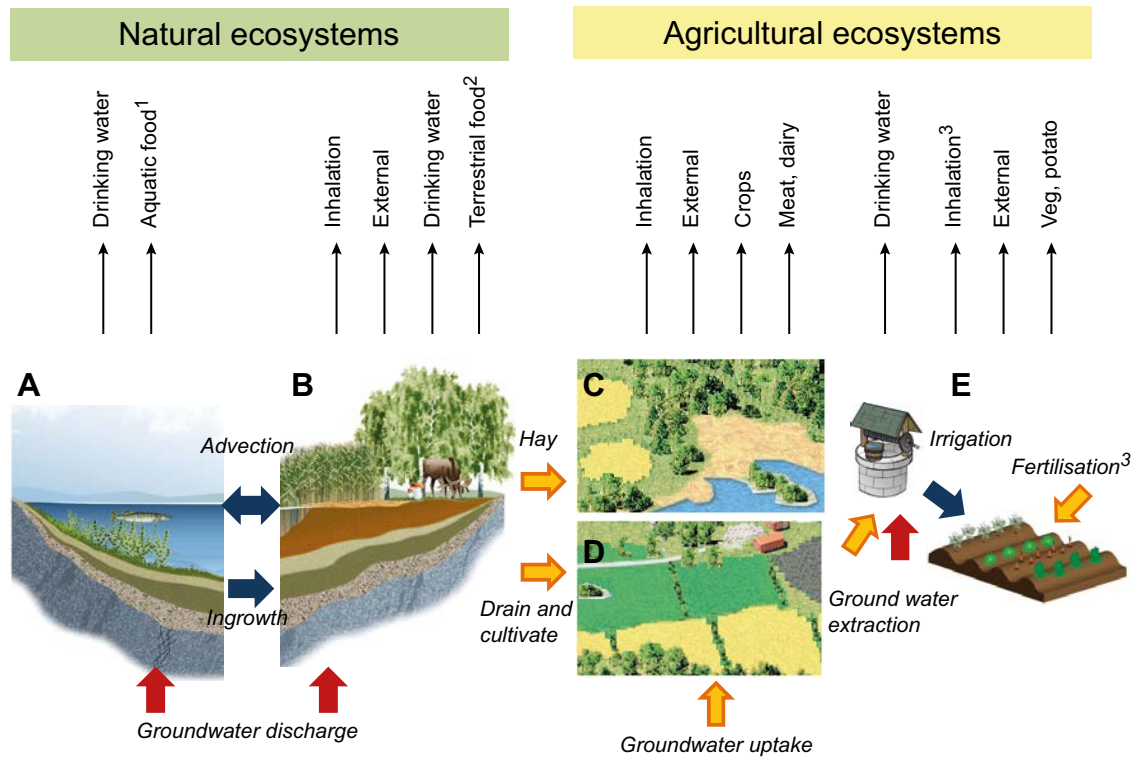 Natural ecosystems
Agricultural ecosystems
Drinking water
Aquatic food1
Inhalation
External
Drinking water
Terrestrial food2
Inhalation
External
Crops
Meat, dairy
Drinking water
Inhalation3
External
Veg, potato
A
B
C
D
E
Advection
Ingrowth
Hay
Drain and
cultivate
Irrigation
Fertilisation3
Ground water
extraction
Groundwater discharge
Groundwater uptake